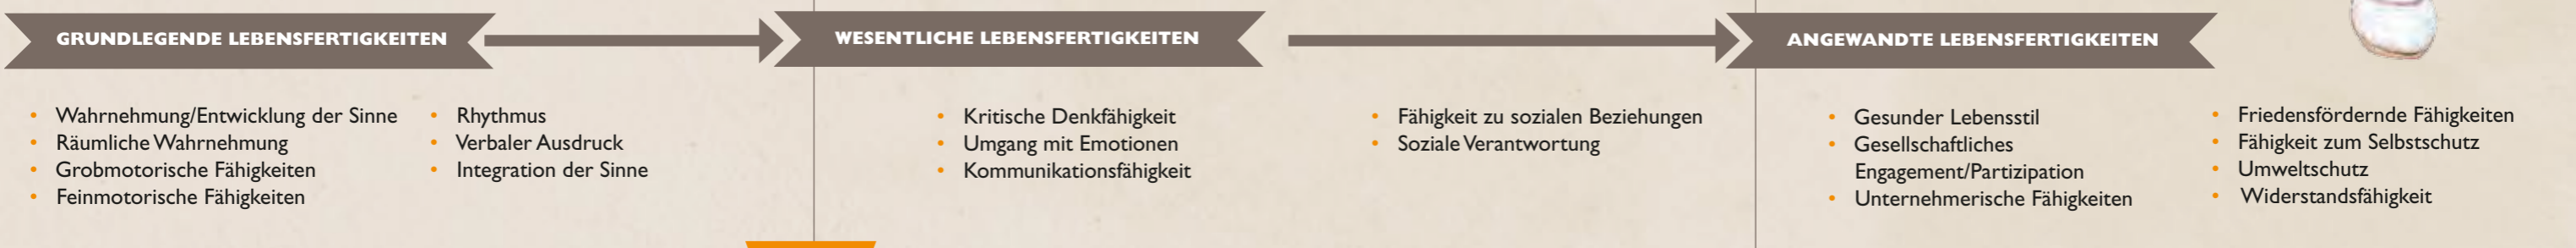 GRUNDLEGENDE LEBENSFERTIGKEITEN
• Wahrnehmung/Entwicklung der Sinne
• Räumliche Wahrnehmung
• Grobmotorische Fähigkeiten
• Feinmotorische Fähigkeiten
• Rhythmus
• Verbaler Ausdruck
• Integration der Sinne
WESENTLICHE LEBENSFERTIGKEITEN
• Kritische Denkfähigkeit
• Umgang mit Emotionen
• Kommunikationsfähigkeit
• Fähigkeit zu sozialen Beziehungen
• Soziale Verantwortung
ANGEWANDTE LEBENSFERTIGKEITEN
• Gesunder Lebensstil
• Gesellschaftliches
Engagement/Partizipation
• Unternehmerische Fähigkeiten
• Friedensfördernde Fähigkeiten
• Fähigkeit zum Selbstschutz
• Umweltschutz
• Widerstandsfähigkeit